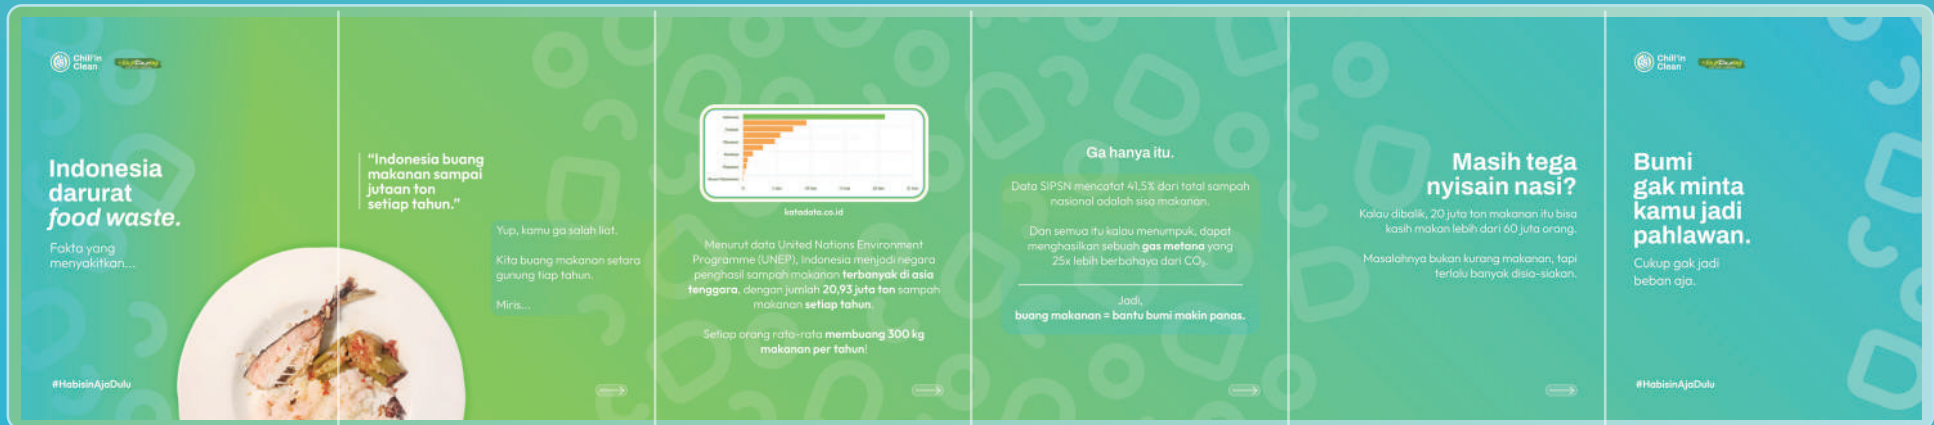 Chill'in
Clean
Indonesia
darurat
food waste.
Fakta yang
menyakitkan...
#HabisinAjaDulu
“Indonesia buang
makanan sampai
jutaan ton
setiap tahun.”
Yup, kamu ga salah liat.
Kita buang makanan setara
gunung tiap tahun.
Miris...
katadata.co.id
Menurut data United Nations Environment
Programme (UNEP), Indonesia menjadi negara
penghasil sampah makanan terbanyak di asia
tenggara, dengan jumlah 20,93 juta ton sampah
makanan setiap tahun.
Setiap orang rata-rata membuang 300 kg
makanan per tahun!
Ga hanya itu.
Data SIPSN mencatat 41,5% dari total sampah
nasional adalah sisa makanan.
Dan semua itu kalau menumpuk, dapat
menghasilkan sebuah gas metana yang
25x lebih berbahaya dari CO₂.
Jadi,
buang makanan = bantu bumi makin panas.
Masih tega
nyisain nasi?
Kalau dibalik, 20 juta ton makanan itu bisa
kasih makan lebih dari 60 juta orang.
Masalahnya bukan kurang makanan, tapi
terlalu banyak disia-siakan.
Chill'in
Clean
Bumi
gak minta
kamu jadi
pahlawan.
Cukup gak jadi
beban aja.
#HabisinAjaDulu